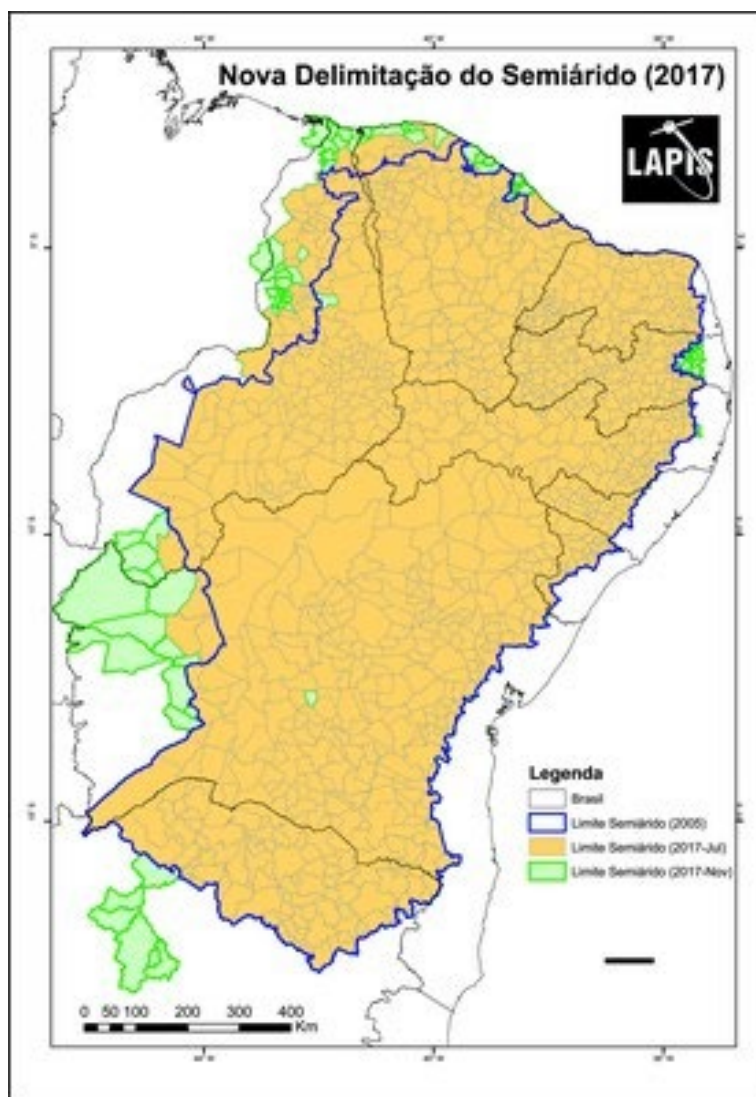 Nova Delimitação do Semiárido (2017)
LAPIS
Legenda
Brasil
Limite Semiárido (2005)
Limite Semiárido (2017-Jul)
Limite Semiárido (2017-Nov)
0 50 100 200 300 400
Km